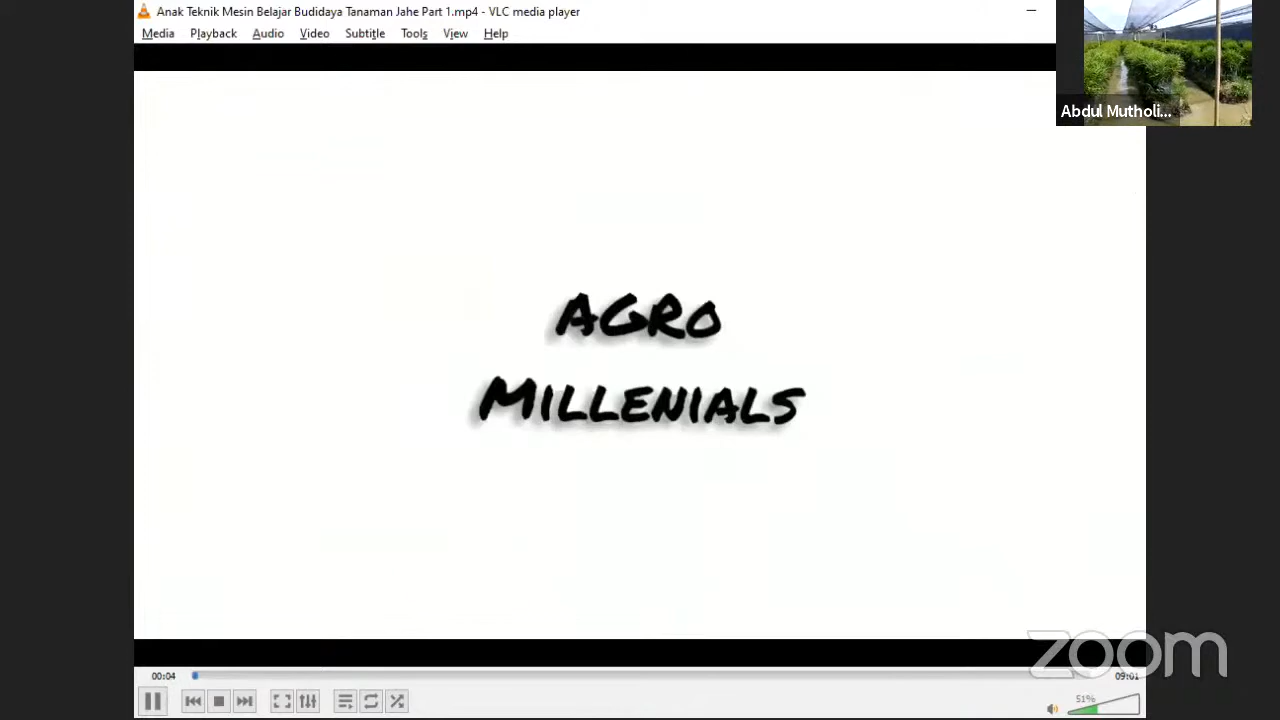 Anak Teknik Mesin Belajar Budidaya Tanaman Jahe Part 1.mp4 - VLC media player
Media Playback Audio Video Subtitle Tools View Help
Abdul Mutholi...
AGRO
MILLENIALS
zoom
00:04
09:01
51%